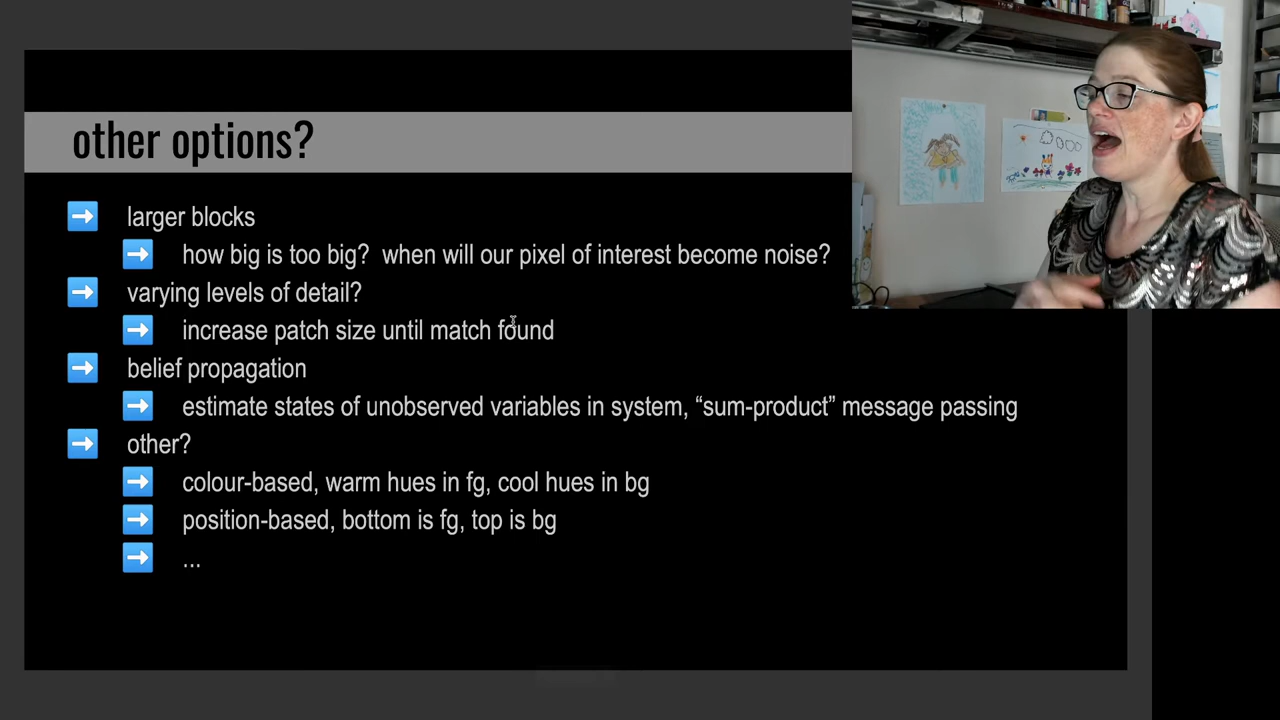 other options?
larger blocks
how big is too big?  when will our pixel of interest become noise?
varying levels of detail?
increase patch size until match found
belief propagation
estimate states of unobserved variables in system, “sum-product” message passing
other?
colour-based, warm hues in fg, cool hues in bg
position-based, bottom is fg, top is bg
...